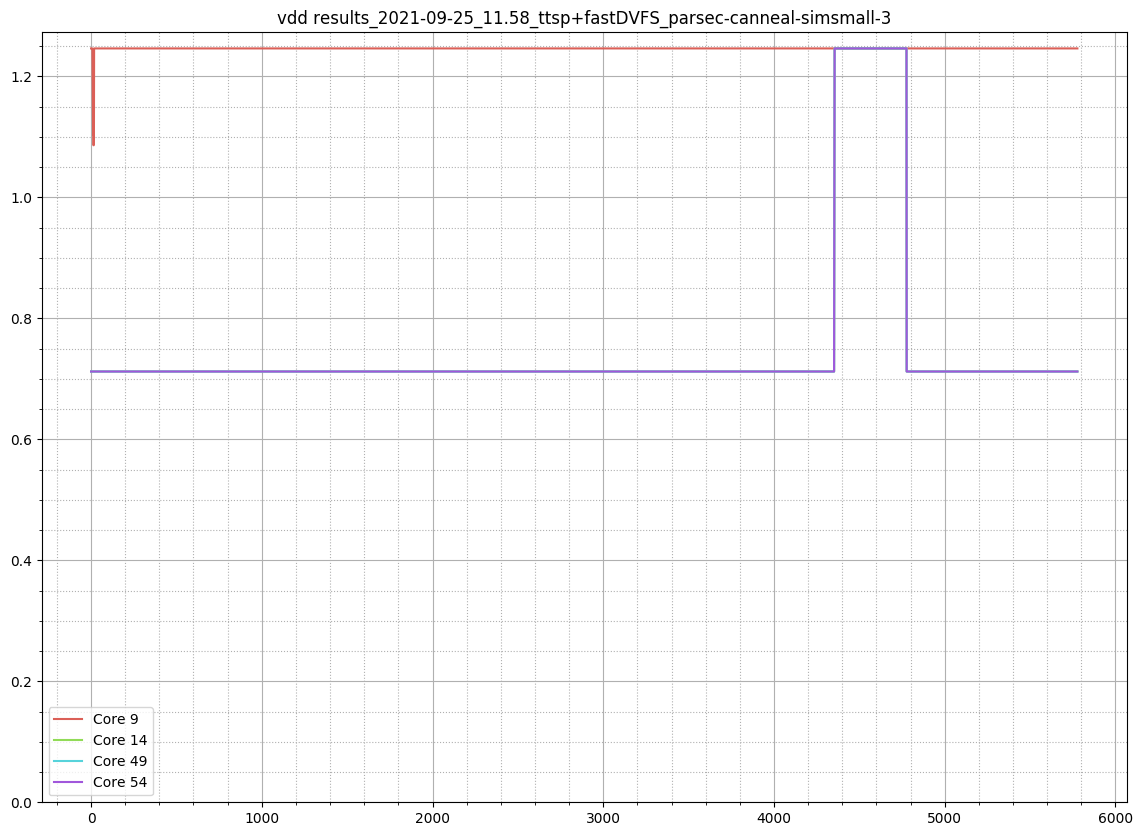 vdd results_2021-09-25_11.58_ttsp+fastDVFS_parsec-canneal-simsmall-3
1.2
1.0
0.8
0.6
0.4
0.2
0.0
Core 9
Core 14
Core 49
Core 54
0 1000 2000 3000 4000 5000 6000